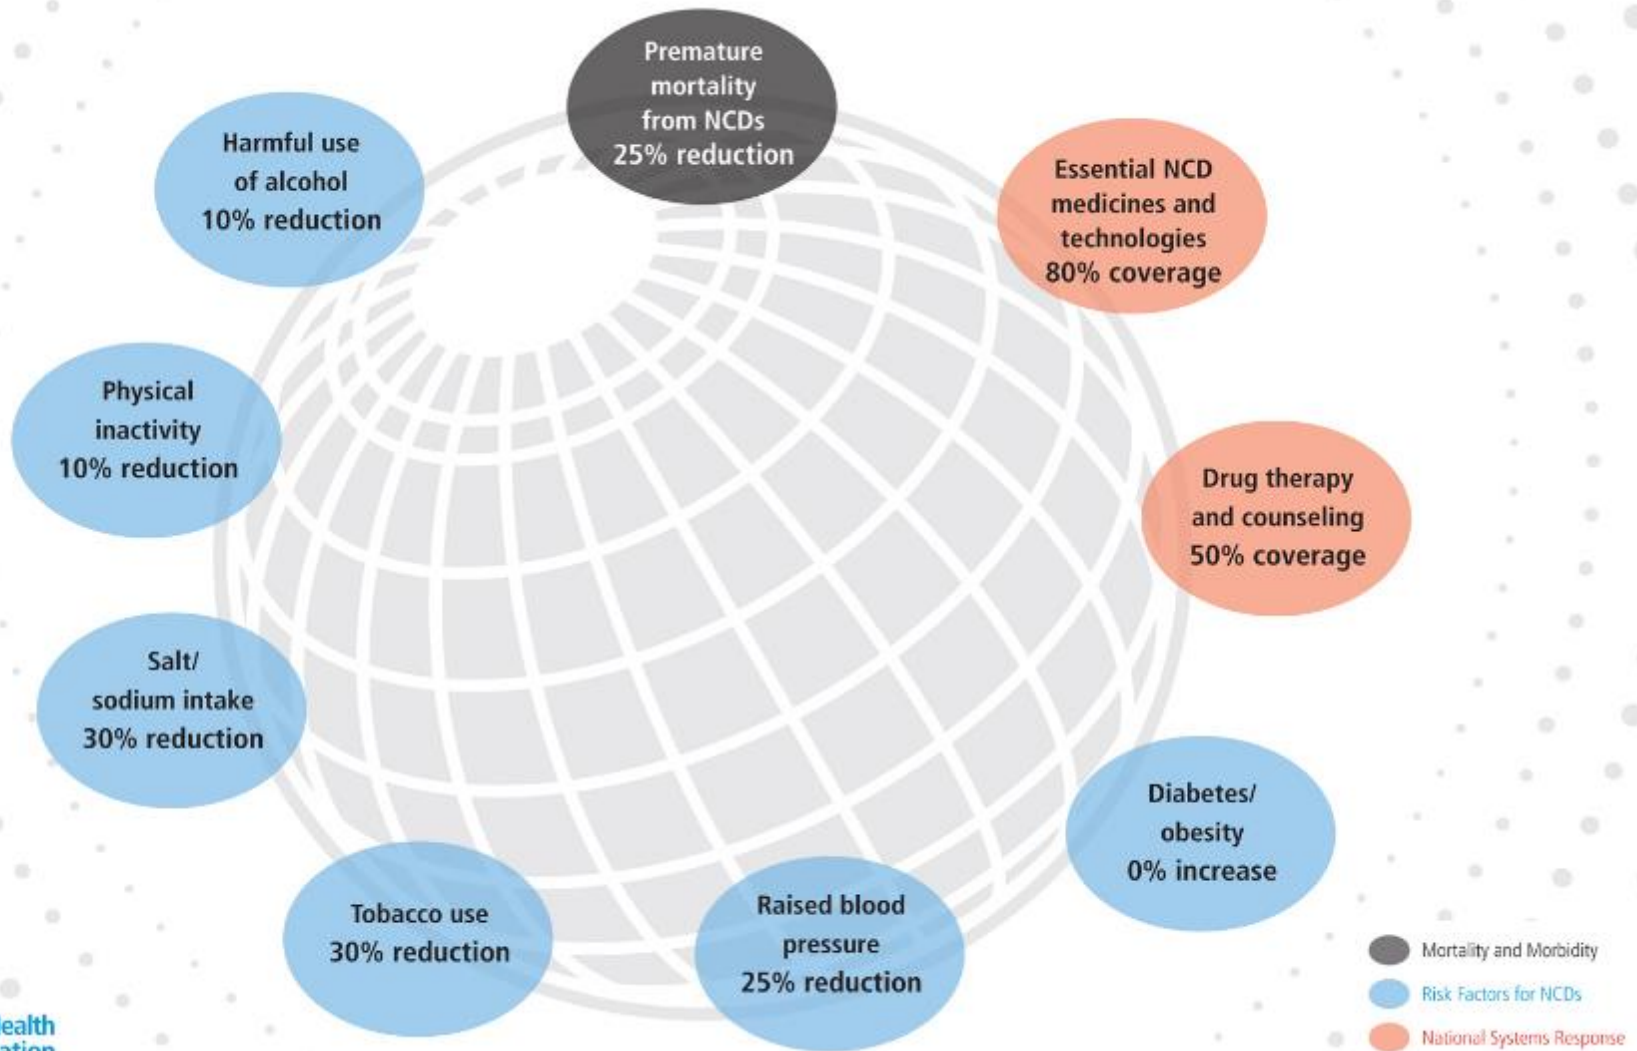 Premature
mortality
from NCDs
25% reduction
Harmful use
of alcohol
10% reduction
Essential NCD
medicines and
technologies
80% coverage
Physical
inactivity
10% reduction
Drug therapy
and counseling
50% coverage
Salt/
sodium intake
30% reduction
Diabetes/
obesity
0% increase
Tobacco use
30% reduction
Raised blood
pressure
25% reduction
Mortality and Morbidity
Risk Factors for NCDs
National Systems Response